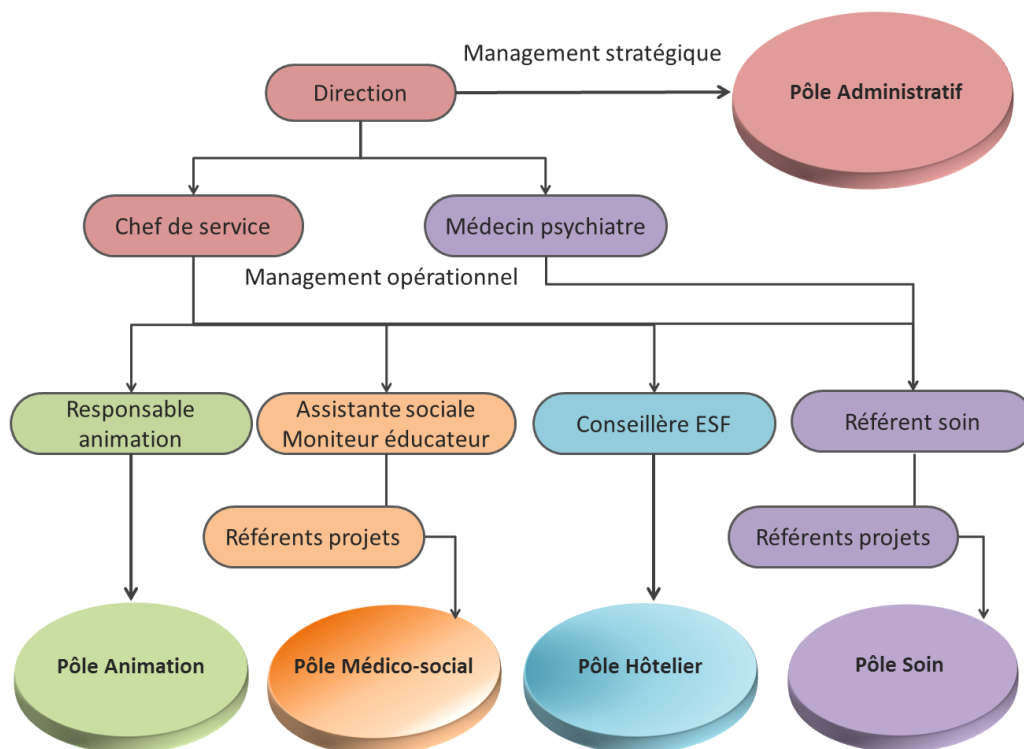 Management stratégique
Direction
Pôle Administratif
Chef de service
Médecin psychiatre
Management opérationnel
Responsable
animation
Assistante sociale
Moniteur éducateur
Conseillère ESF
Référent soin
Référents projets
Référents projets
Pôle Animation
Pôle Médico-social
Pôle Hôtelier
Pôle Soin